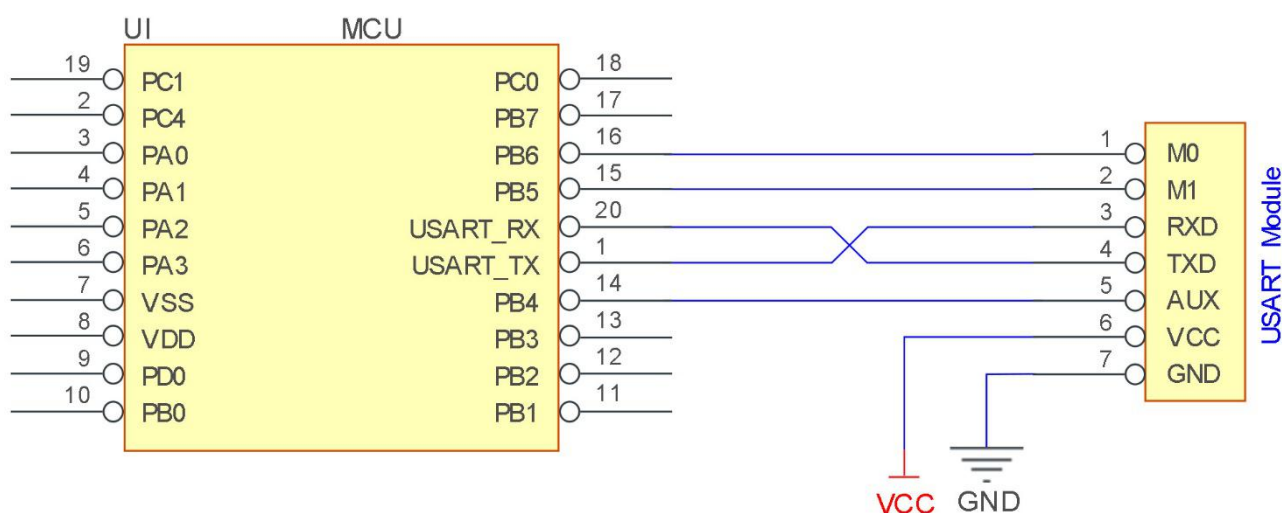 UI MCU
19 PC1 PC0 18
2 PC4 PB7 17
3 PA0 PB6 16 1 M0
4 PA1 PB5 15 2 M1
5 PA2 USART_RX 20 3 RXD
6 PA3 USART_TX 1 4 TXD
7 VSS PB4 14 5 AUX
8 VDD PB3 13 6 VCC
9 PD0 PB2 12 7 GND
10 PB0 PB1 11
USART Module
VCC GND